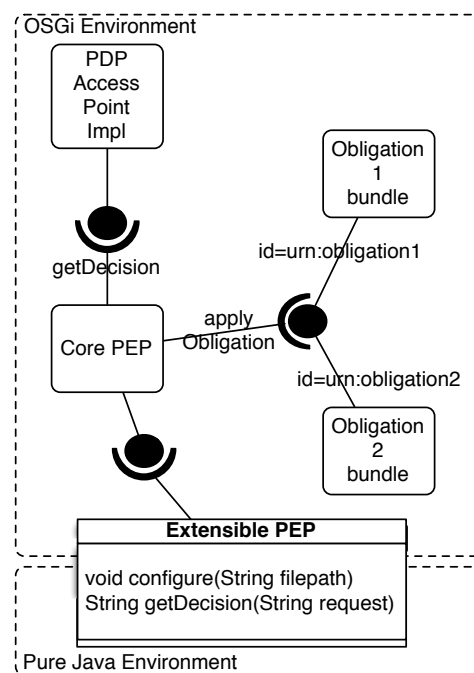 OSGi Environment
PDP
Access
Point
Impl
Obligation
1
bundle
getDecision
id=urn:obligation1
apply
Obligation
Core PEP
id=urn:obligation2
Obligation
2
bundle
Extensible PEP
void configure(String filepath)
String getDecision(String request)
Pure Java Environment